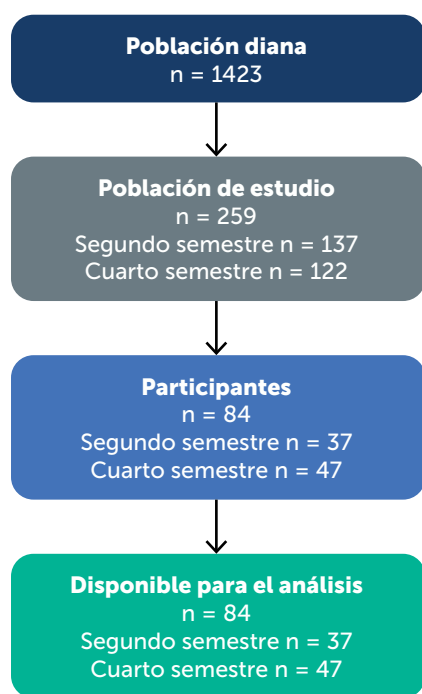 Población diana
n = 1423
Población de estudio
n = 259
Segundo semestre n = 137
Cuarto semestre n = 122
Participantes
n = 84
Segundo semestre n = 37
Cuarto semestre n = 47
Disponible para el análisis
n = 84
Segundo semestre n = 37
Cuarto semestre n = 47